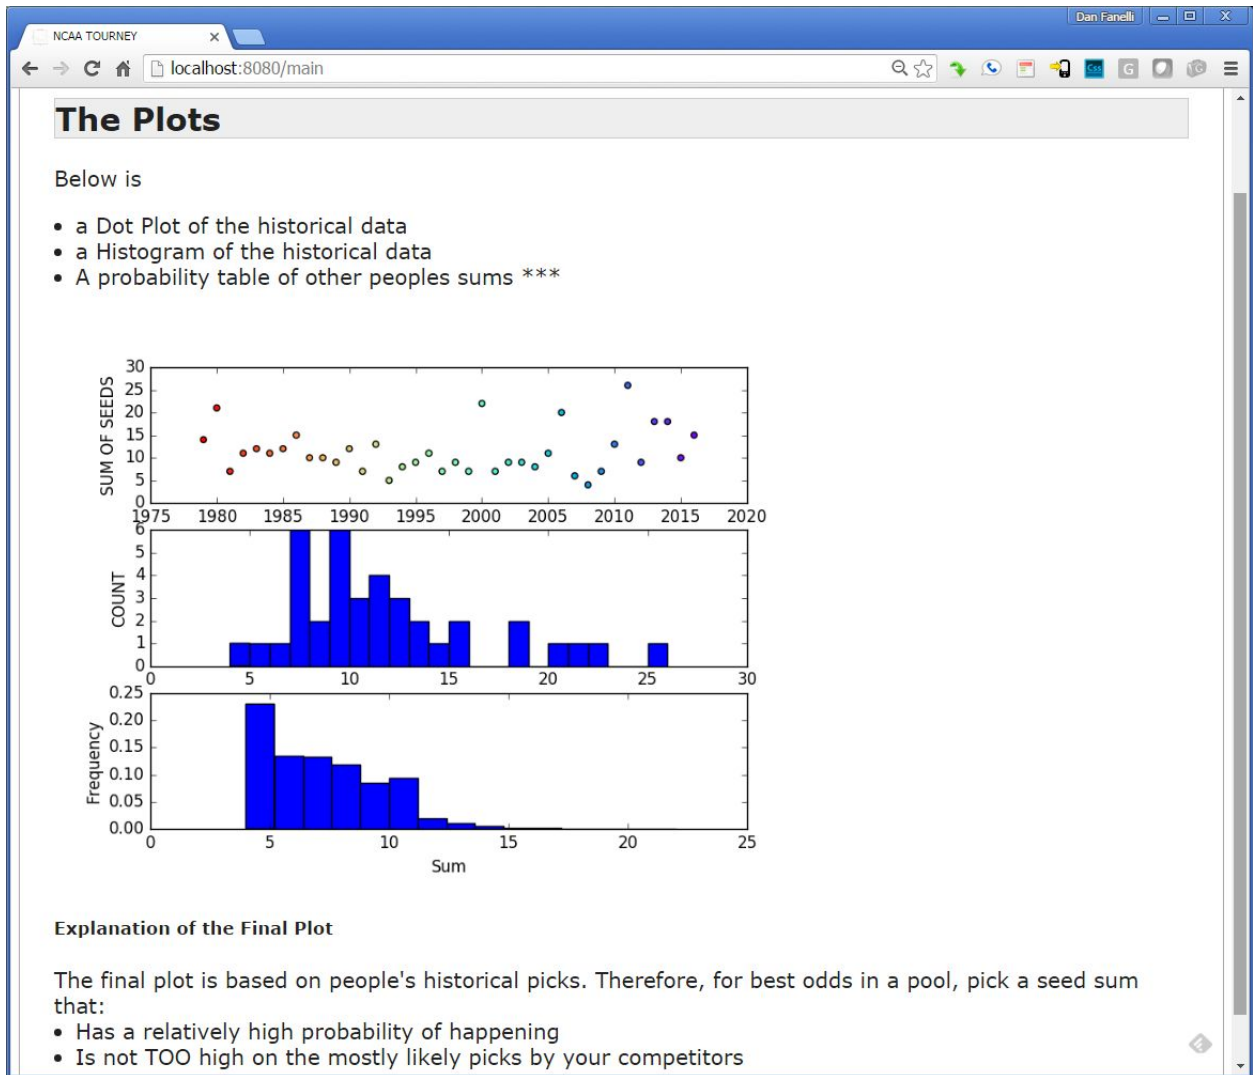 Dan Fanelli
NCAA TOURNEY
localhost:8080/main
Css G
The Plots
Below is
• a Dot Plot of the historical data
• a Histogram of the historical data
• A probability table of other peoples sums ***
SUM OF SEEDS
30
25
20
15
10
5
0
1975 1980 1985 1990 1995 2000 2005 2010 2015 2020
COUNT
6
5
4
3
2
1
0
0 5 10 15 20 25 30
Frequency
0.25
0.20
0.15
0.10
0.05
0.00
0 5 10 15 20 25
Sum
Explanation of the Final Plot
The final plot is based on people's historical picks. Therefore, for best odds in a pool, pick a seed sum
that:
• Has a relatively high probability of happening
• Is not TOO high on the mostly likely picks by your competitors